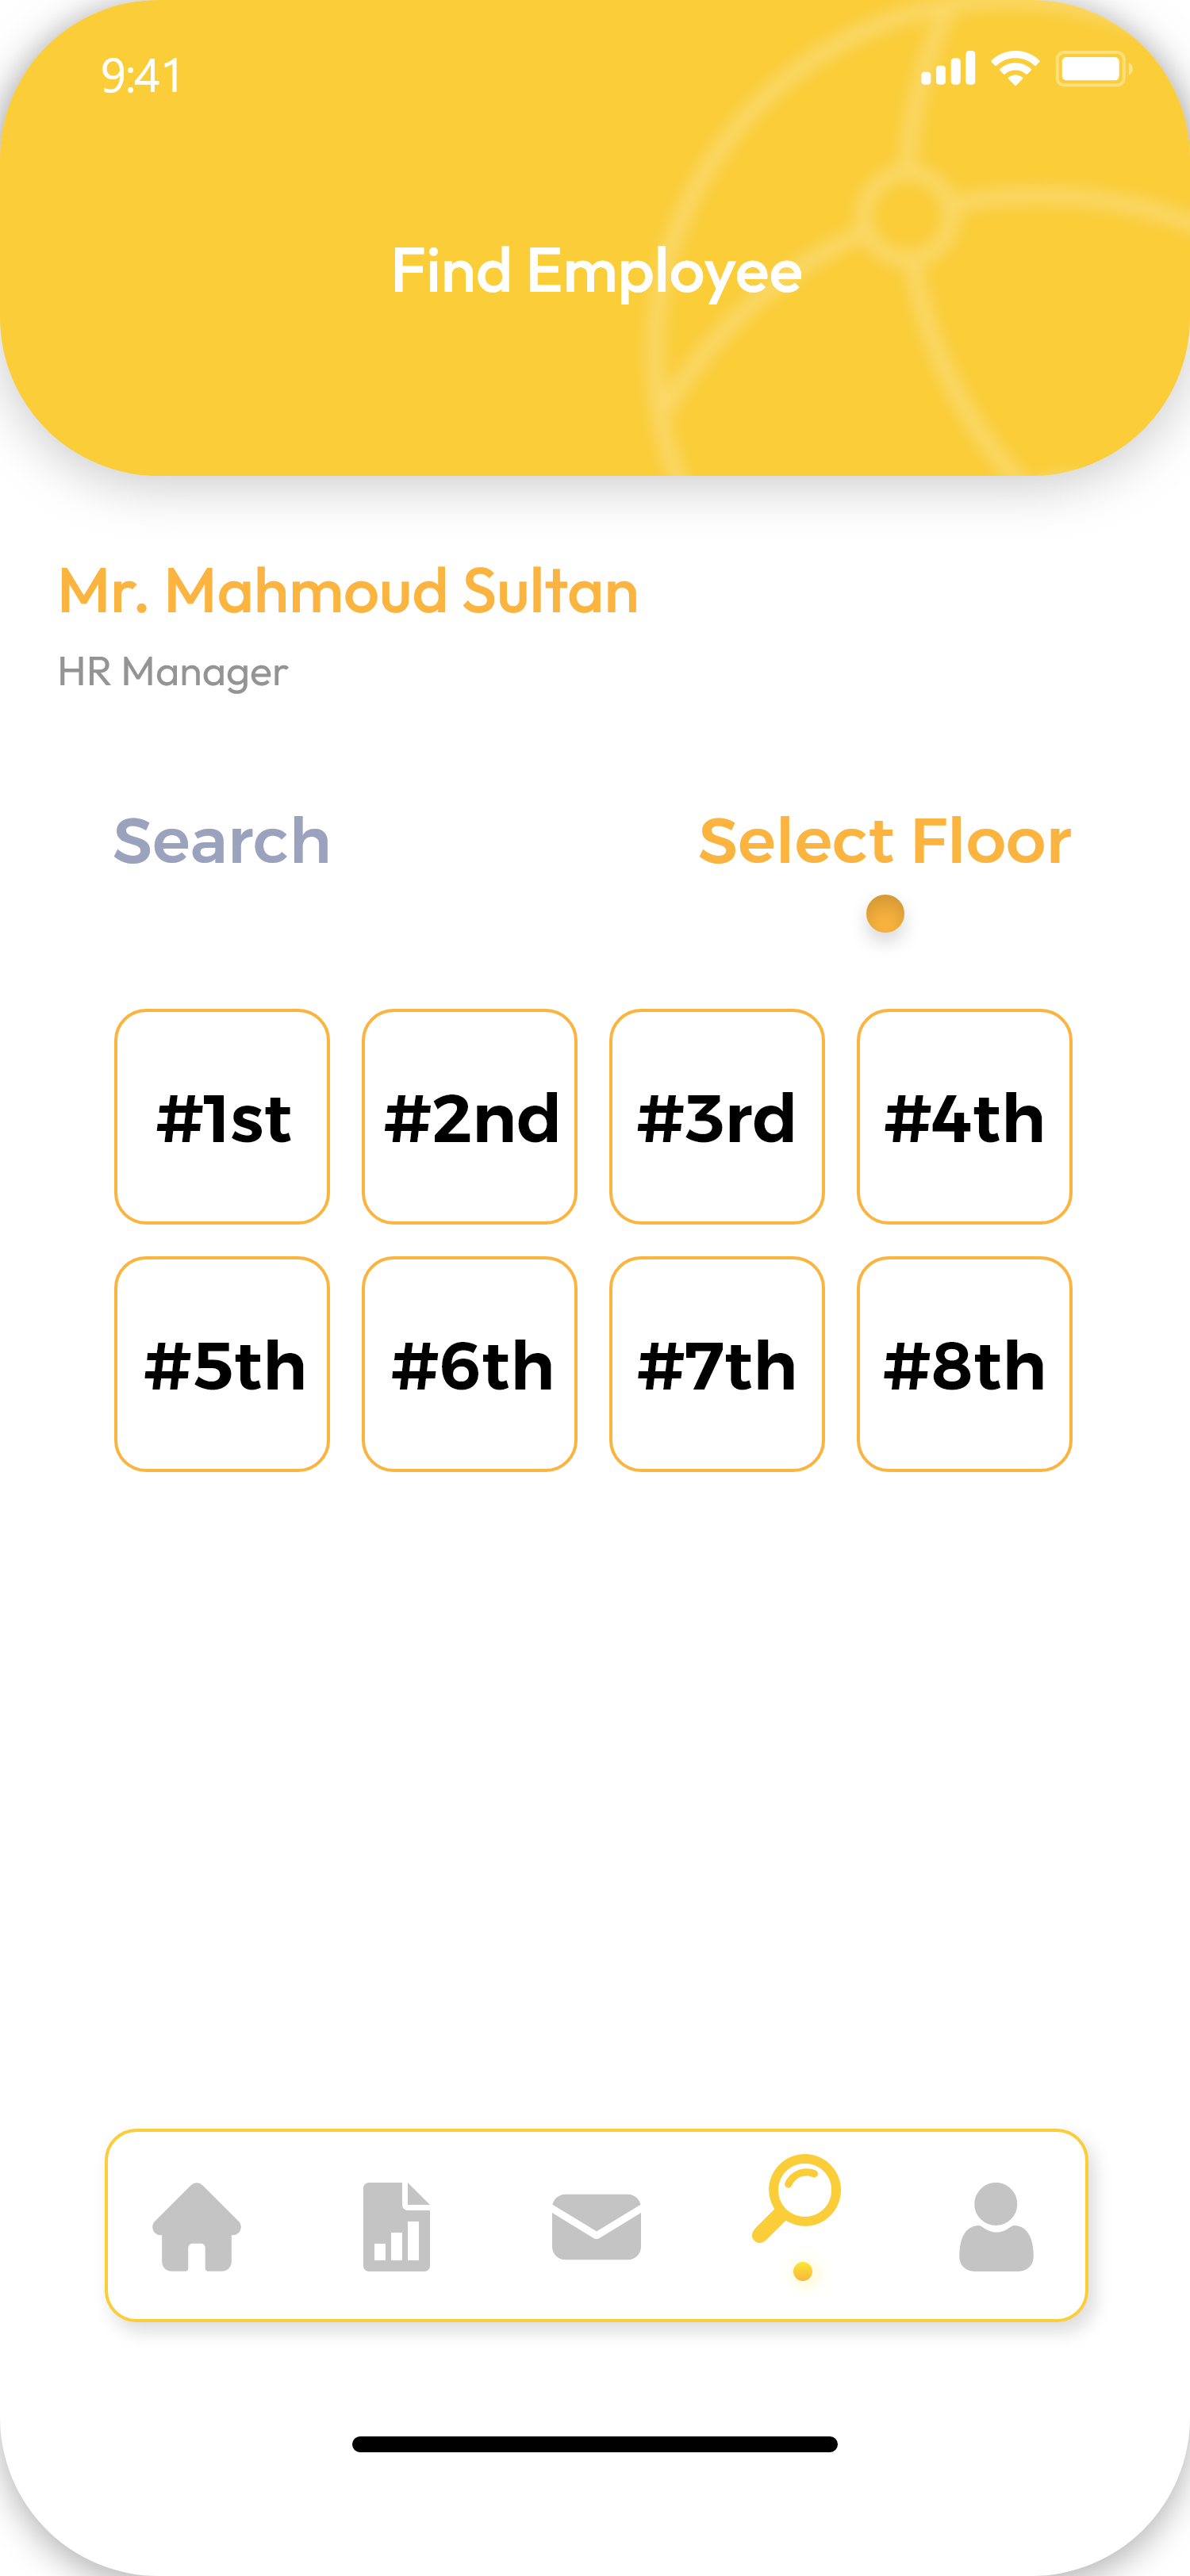 9:41
Find Employee
Mr. Mahmoud Sultan
HR Manager
Search
Select Floor
#1st
#2nd
#3rd
#4th
#5th
#6th
#7th
#8th